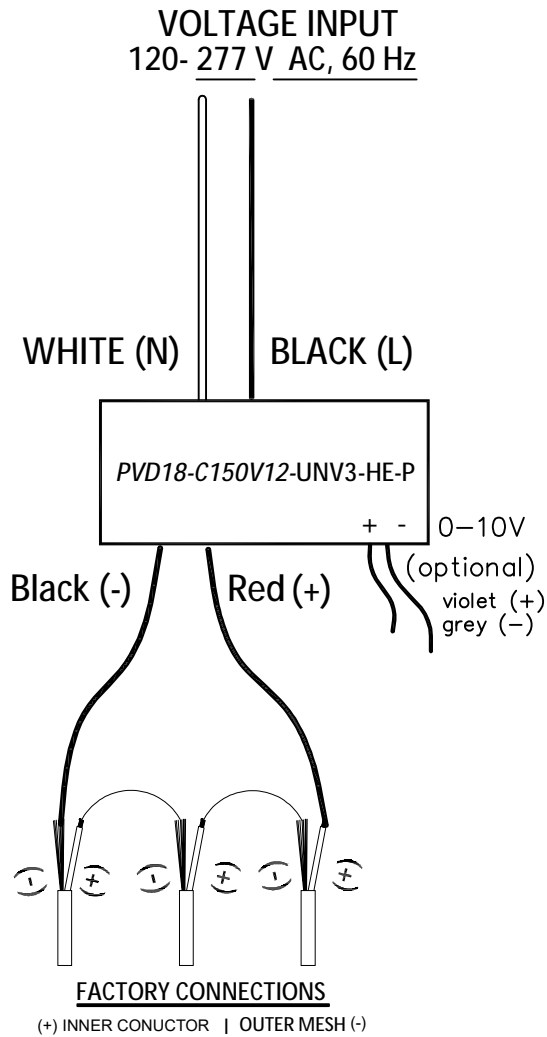 VOLTAGE INPUT
120- 277 V AC, 60 Hz
WHITE (N)
BLACK (L)
PVD18-C150V12-UNV3-HE-P
+ -
0-10V
(optional)
violet (+)
grey (-)
Black (-)
Red (+)
(-) (+) (-) (+) (-) (+)
FACTORY CONNECTIONS
(+) INNER CONUCTOR | OUTER MESH (-)